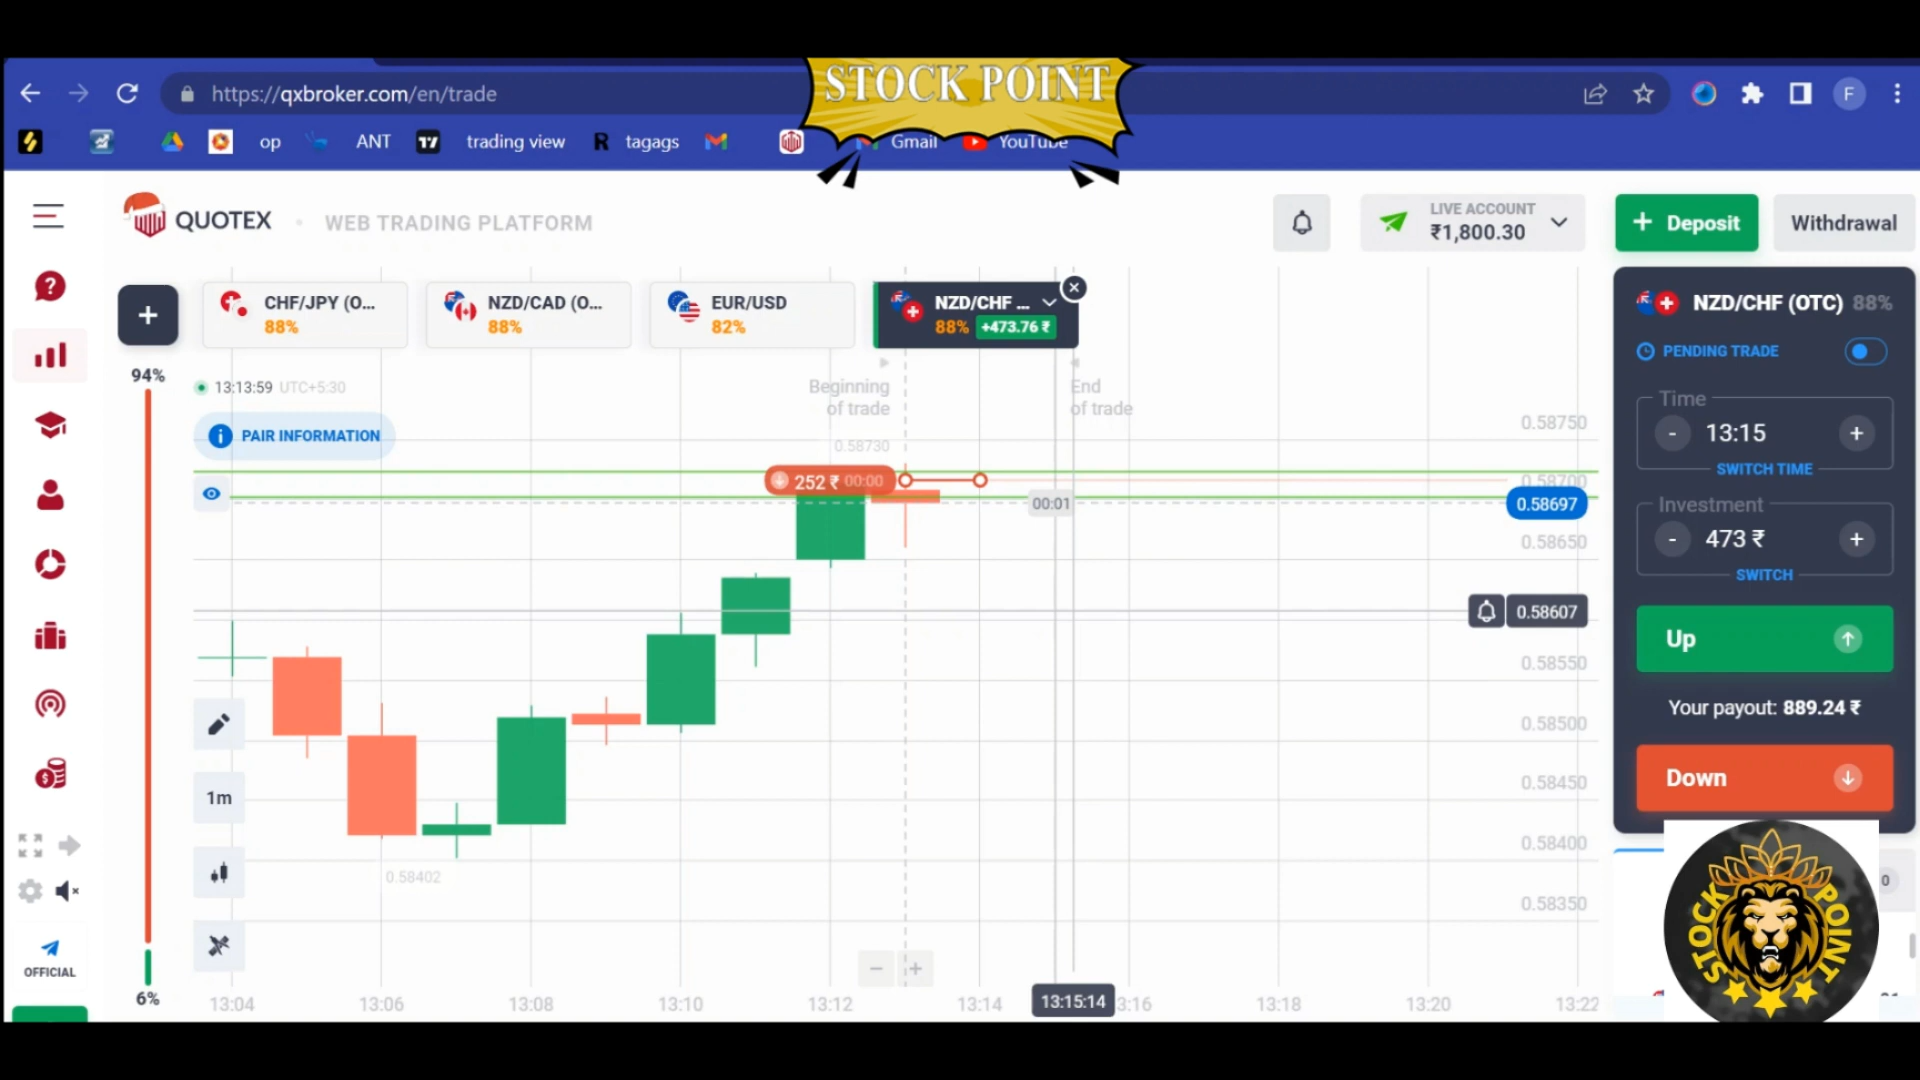 STOCK POINT
https://qxbroker.com/en/trade
F
op
ANT
trading view
R
tagags
Gmail
YouTube
QUOTEX
WEB TRADING PLATFORM
LIVE ACCOUNT
₹1,800.30
+ Deposit
Withdrawal
+
CHF/JPY (O...
88%
NZD/CAD (O...
88%
EUR/USD
82%
NZD/CHF ...
88% +473.76 ₹
NZD/CHF (OTC) 88%
PENDING TRADE
94%
13:13:59 UTC+5:30
Beginning
of trade
End
of trade
PAIR INFORMATION
0.58730
0.58750
Time
- 13:15 +
SWITCH TIME
252 ₹ 00:00
0.58700
00:01
0.58697
Investment
- 473 ₹ +
SWITCH
0.58650
0.58607
0.58550
Up
Your payout: 889.24 ₹
0.58500
Down
0.58450
1m
0.58400
0.58402
0.58350
0
STOCK POINT
OFFICIAL
6%
− +
13:04
13:06
13:08
13:10
13:12
13:14
13:15:14
3:16
13:18
13:20
13:22